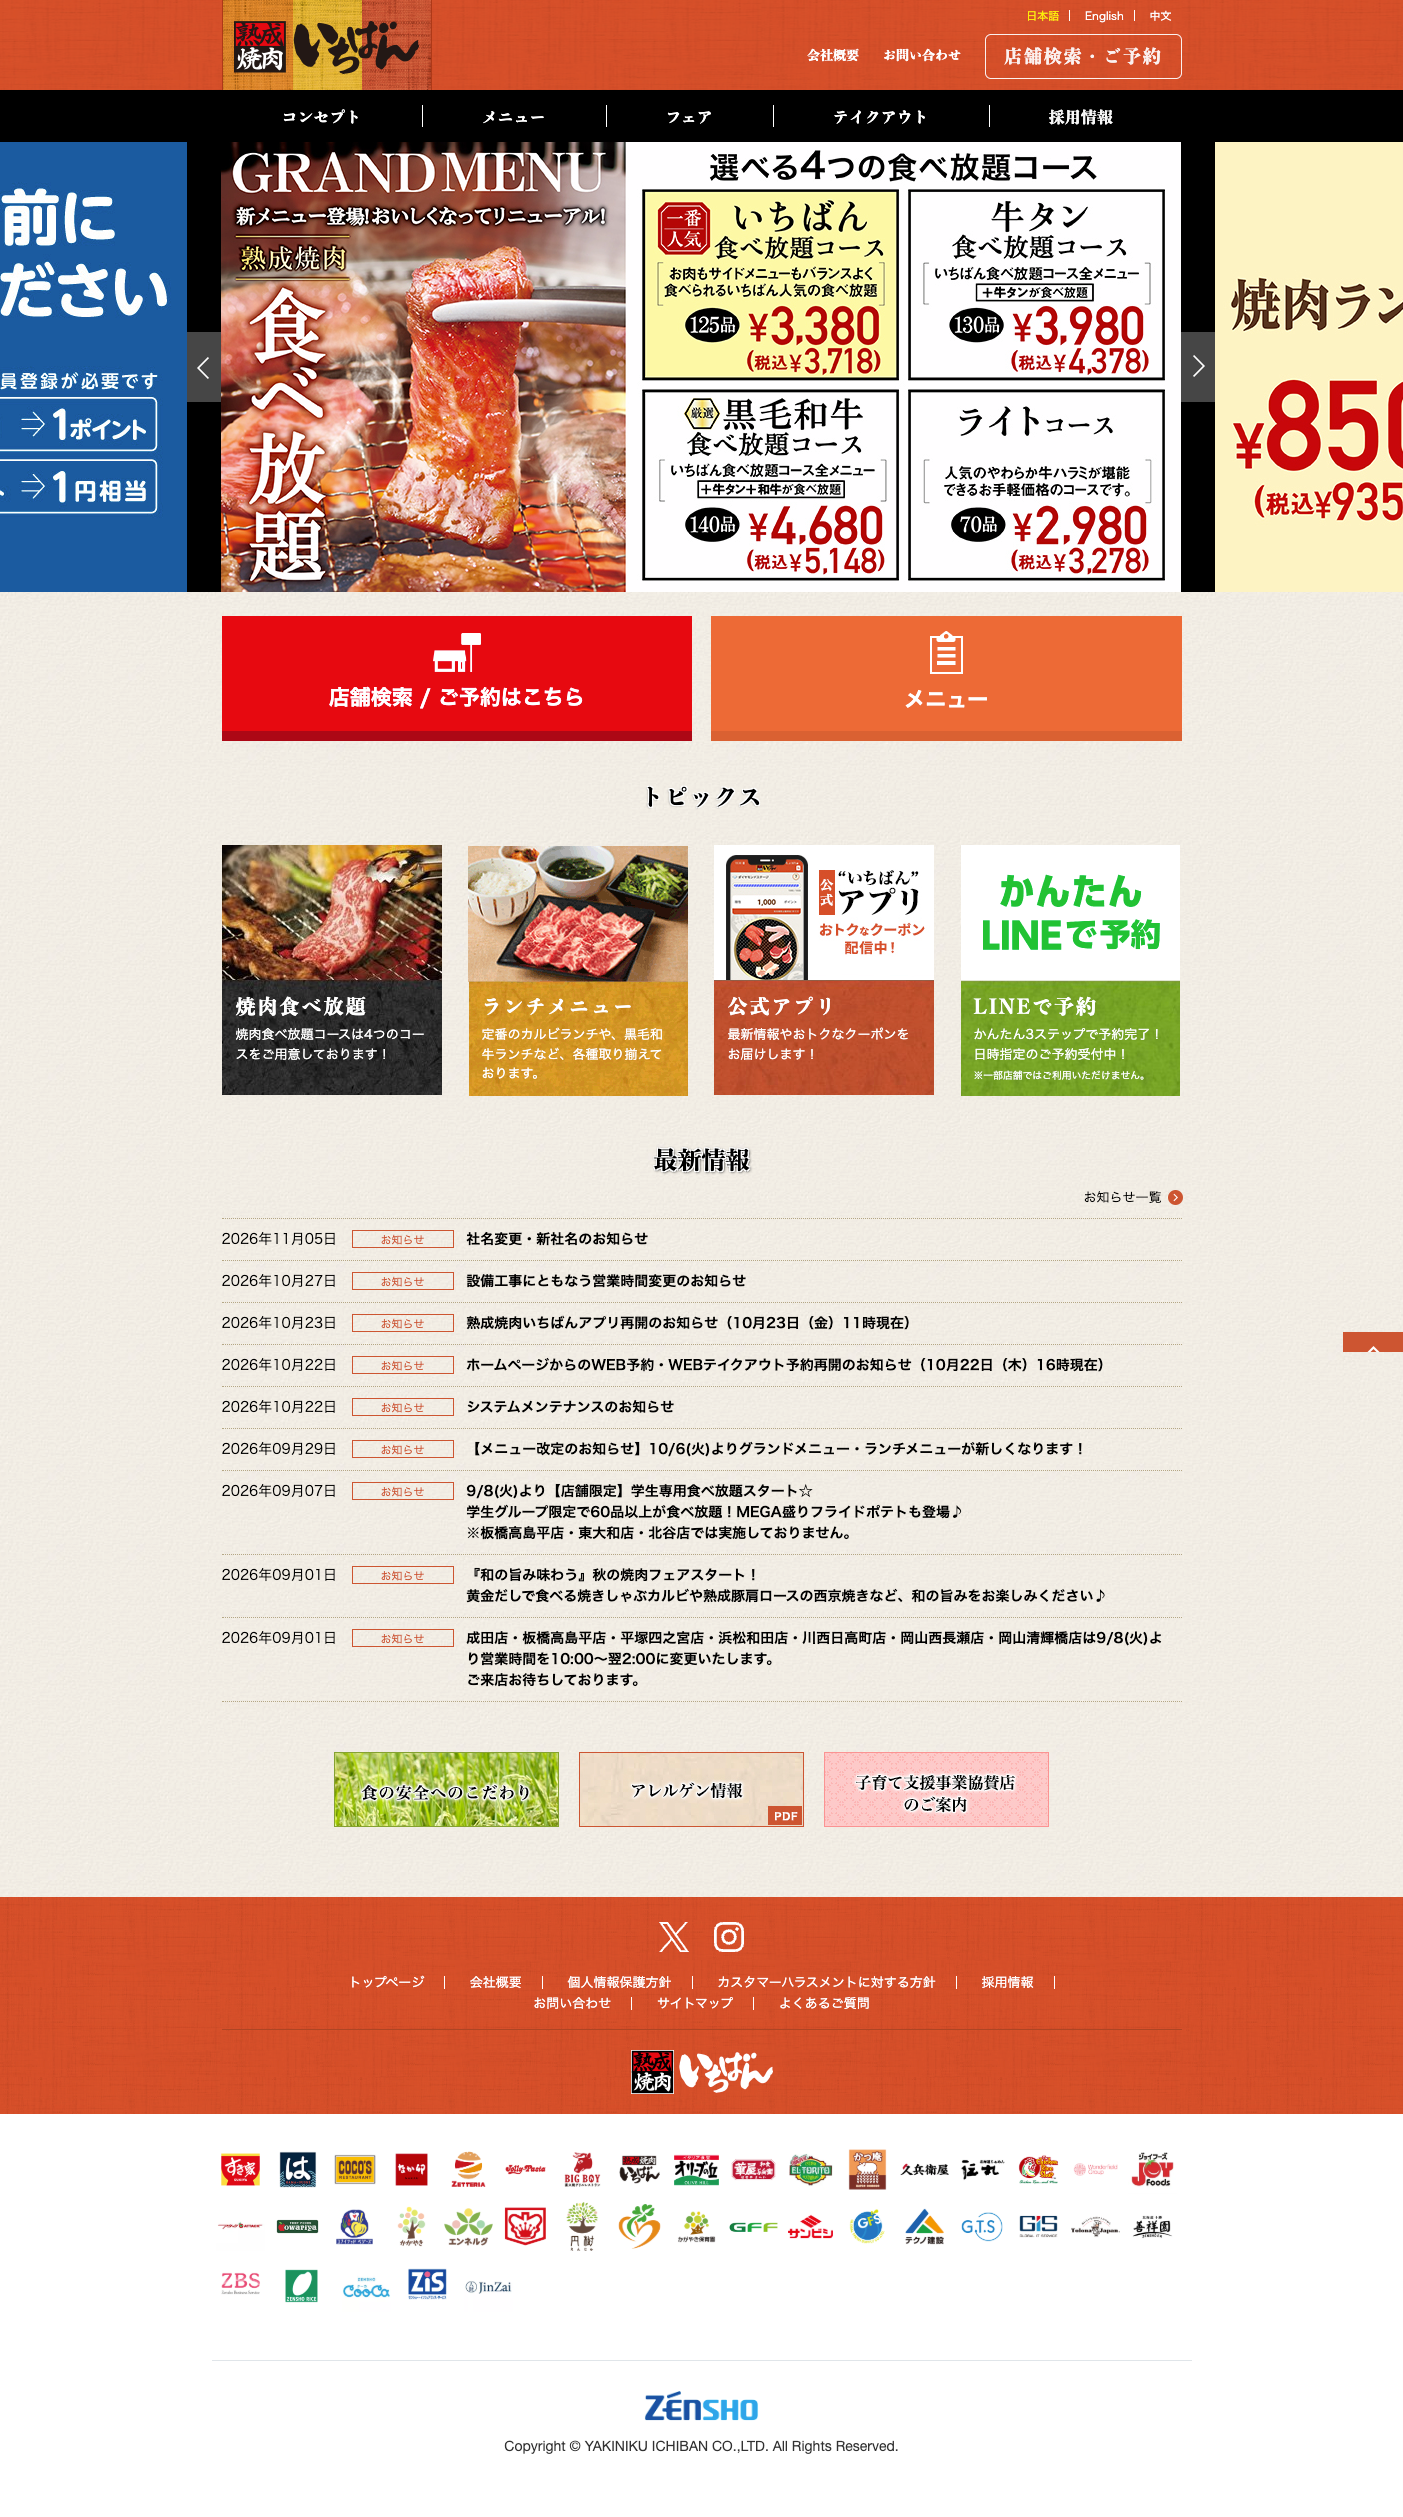 熟成焼肉 いちばん
日本語 English 中文
会社概要 お問い合わせ 店舗検索・ご予約
コンセプト メニュー フェア テイクアウト 採用情報
前に
ださい
員登録が必要です
→1ポイント
→1円相当
GRAND MENU
新メニュー登場!おいしくなってリニューアル!
熟成焼肉
食べ放題
選べる4つの食べ放題コース
一番人気
いちばん
食べ放題コース
お肉もサイドメニューもバランスよく
食べられるいちばん人気の食べ放題
125品 ¥3,380
(税込¥3,718)
牛タン
食べ放題コース
いちばん食べ放題コース全メニュー
+牛タンが食べ放題
130品 ¥3,980
(税込¥4,378)
厳選 黒毛和牛
食べ放題コース
いちばん食べ放題コース全メニュー
+牛タン+和牛が食べ放題
140品 ¥4,680
(税込¥5,148)
ライトコース
人気のやわらか牛ハラミが堪能
できるお手軽価格のコースです。
70品 ¥2,980
(税込¥3,278)
焼肉ラン
¥850
(税込¥935
店舗検索 / ご予約はこちら
メニュー
トピックス
焼肉食べ放題
焼肉食べ放題コースは4つのコー
スをご用意しております！
ランチメニュー
定番のカルビランチや、黒毛和
牛ランチなど、各種取り揃えて
おります。
1,000
公式
“いちばん”
アプリ
おトクなクーポン
配信中！
公式アプリ
最新情報やおトクなクーポンを
お届けします！
かんたん
LINEで予約
LINEで予約
かんたん3ステップで予約完了！
日時指定のご予約受付中！
※一部店舗ではご利用いただけません。
最新情報
お知らせ一覧
2026年11月05日 お知らせ 社名変更・新社名のお知らせ
2026年10月27日 お知らせ 設備工事にともなう営業時間変更のお知らせ
2026年10月23日 お知らせ 熟成焼肉いちばんアプリ再開のお知らせ（10月23日（金）11時現在）
2026年10月22日 お知らせ ホームページからのWEB予約・WEBテイクアウト予約再開のお知らせ（10月22日（木）16時現在）
2026年10月22日 お知らせ システムメンテナンスのお知らせ
2026年09月29日 お知らせ 【メニュー改定のお知らせ】10/6(火)よりグランドメニュー・ランチメニューが新しくなります！
2026年09月07日 お知らせ 9/8(火)より【店舗限定】学生専用食べ放題スタート☆
学生グループ限定で60品以上が食べ放題！MEGA盛りフライドポテトも登場♪
※板橋高島平店・東大和店・北谷店では実施しておりません。
2026年09月01日 お知らせ 『和の旨み味わう』秋の焼肉フェアスタート！
黄金だしで食べる焼きしゃぶカルビや熟成豚肩ロースの西京焼きなど、和の旨みをお楽しみください♪
2026年09月01日 お知らせ 成田店・板橋高島平店・平塚四之宮店・浜松和田店・川西日高町店・岡山西長瀬店・岡山清輝橋店は9/8(火)よ
り営業時間を10:00～翌2:00に変更いたします。
ご来店お待ちしております。
食の安全へのこだわり
アレルゲン情報
PDF
子育て支援事業協賛店
のご案内
トップページ 会社概要 個人情報保護方針 カスタマーハラスメントに対する方針 採用情報
お問い合わせ サイトマップ よくあるご質問
熟成焼肉 いちばん
すき家 は COCO'S RESTAURANT なか卯 ZETTERIA Jolly-Pasta BIG BOY 熟成焼肉いちばん オリーブの丘 華屋与兵衛 EL TORITO かつ庵 久兵衛屋 伝丸 JOY Foods
owariya かがやき エンネルグ 円樹 かがやき保育園 GFF サンビシ GFS テクノ建設 G.T.S GIS 善祥園
ZBS ZENSHO RICE CooCa ZIS JinZai
ZENSHO
Copyright © YAKINIKU ICHIBAN CO.,LTD. All Rights Reserved.